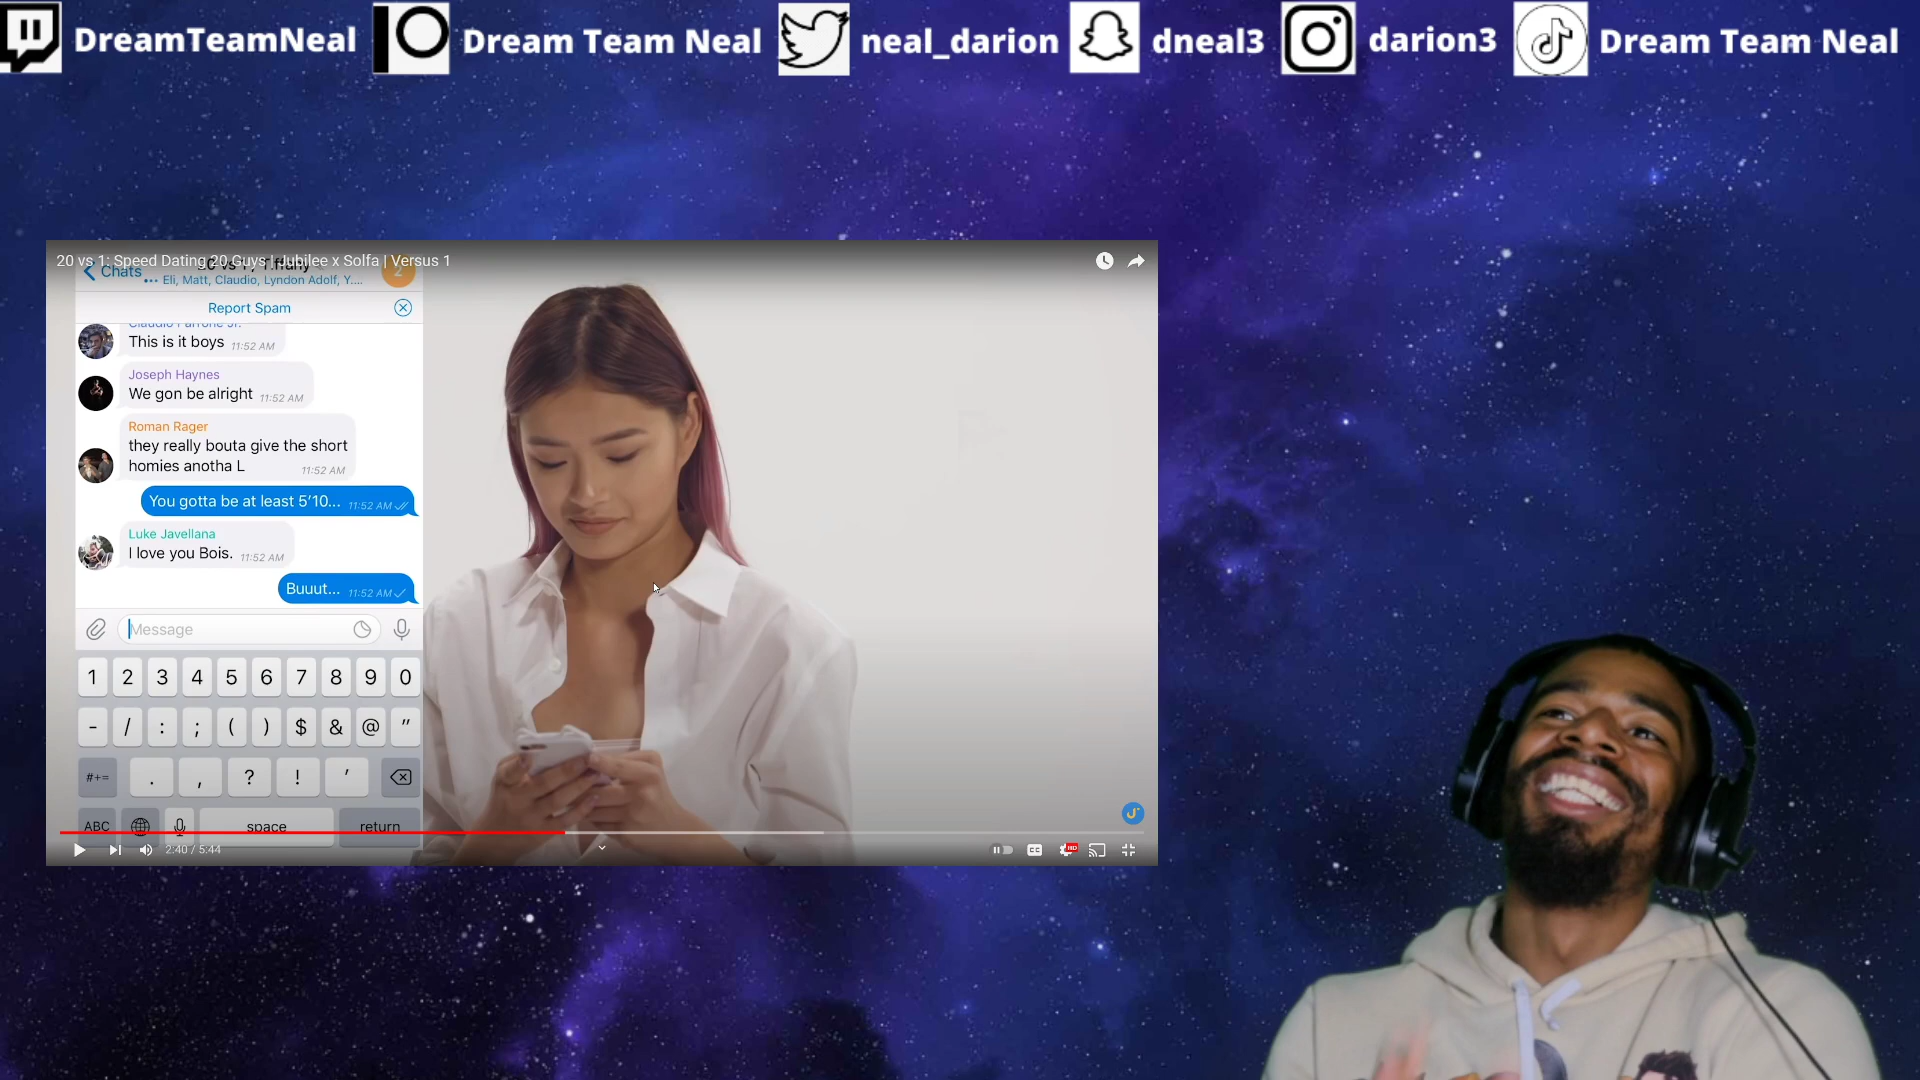 DreamTeamNeal
Dream Team Neal
neal_darion
dneal3
darion3
Dream Team Neal
20 vs 1: Speed Dating 20 Guys | Jubilee x Solfa | Versus 1
Chats
2
••• Eli, Matt, Claudio, Lyndon Adolf, Y....
Report Spam
This is it boys 11:52 AM
Joseph Haynes
We gon be alright 11:52 AM
Roman Rager
they really bouta give the short
homies anotha L 11:52 AM
You gotta be at least 5'10... 11:52 AM
Luke Javellana
I love you Bois. 11:52 AM
Buuut... 11:52 AM
Message
1 2 3 4 5 6 7 8 9 0
- / : ; ( ) $ & @ "
#+= . , ? ! '
ABC space return
2:40 / 5:44
CC HD